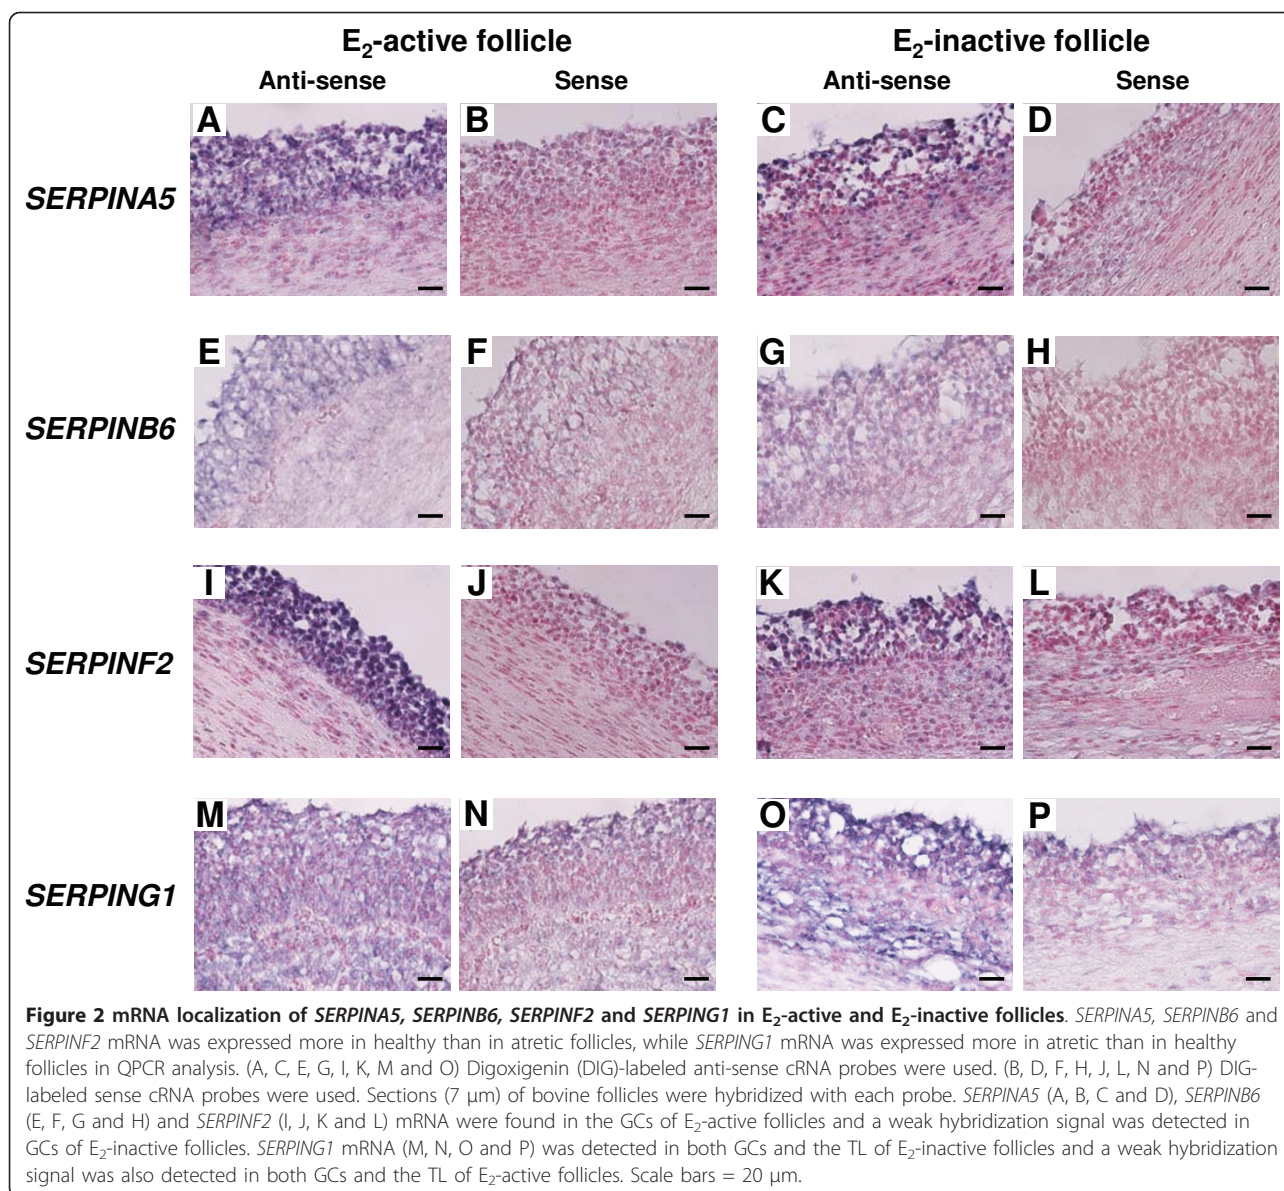 E₂-active follicle E₂-inactive follicle
Anti-sense Sense Anti-sense Sense
A B C D
SERPINA5
E F G H
SERPINB6
I J K L
SERPINF2
M N O P
SERPING1
Figure 2 mRNA localization of SERPINA5, SERPINB6, SERPINF2 and SERPING1 in E₂-active and E₂-inactive follicles. SERPINA5, SERPINB6 and
SERPINF2 mRNA was expressed more in healthy than in atretic follicles, while SERPING1 mRNA was expressed more in atretic than in healthy
follicles in QPCR analysis. (A, C, E, G, I, K, M and O) Digoxigenin (DIG)-labeled anti-sense cRNA probes were used. (B, D, F, H, J, L, N and P) DIG-
labeled sense cRNA probes were used. Sections (7 μm) of bovine follicles were hybridized with each probe. SERPINA5 (A, B, C and D), SERPINB6
(E, F, G and H) and SERPINF2 (I, J, K and L) mRNA were found in the GCs of E₂-active follicles and a weak hybridization signal was detected in
GCs of E₂-inactive follicles. SERPING1 mRNA (M, N, O and P) was detected in both GCs and the TL of E₂-inactive follicles and a weak hybridization
signal was also detected in both GCs and the TL of E₂-active follicles. Scale bars = 20 μm.